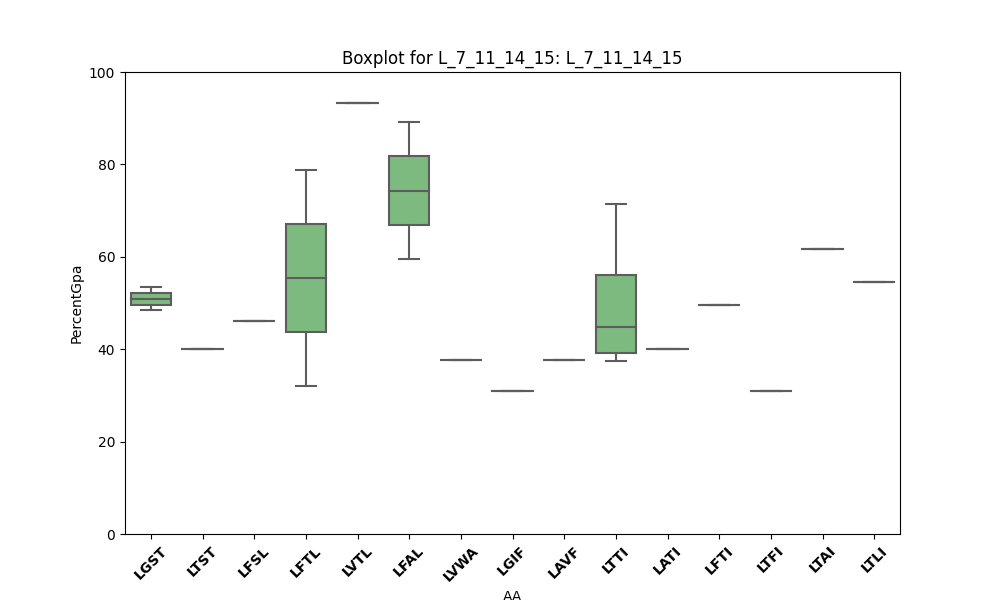 Boxplot for L_7_11_14_15: L_7_11_14_15
PercentGpa
100
80
60
40
20
0
LGST LTST LFSL LFTL LVTL LFAL LVWA LGIF LAVF LTTI LATI LFTI LTFI LTAI LTLI
AA